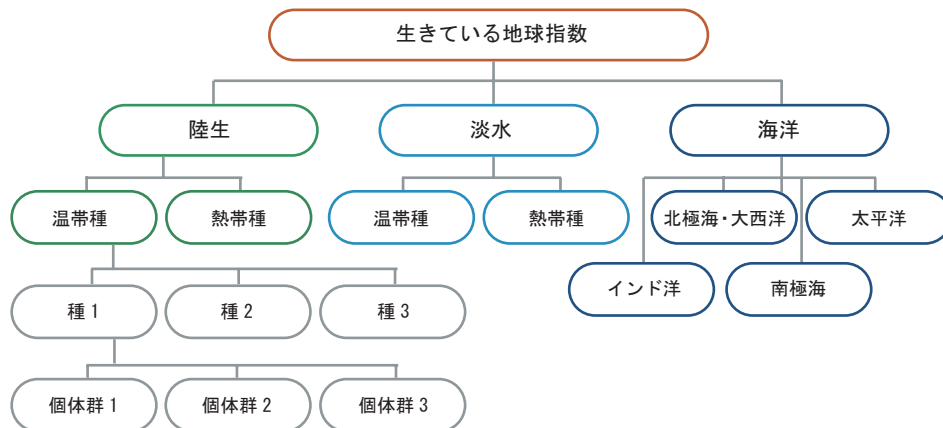 生きている地球指数
陸生
淡水
海洋
温帯種
熱帯種
温帯種
熱帯種
北極海・大西洋
太平洋
インド洋
南極海
種 1
種 2
種 3
個体群 1
個体群 2
個体群 3